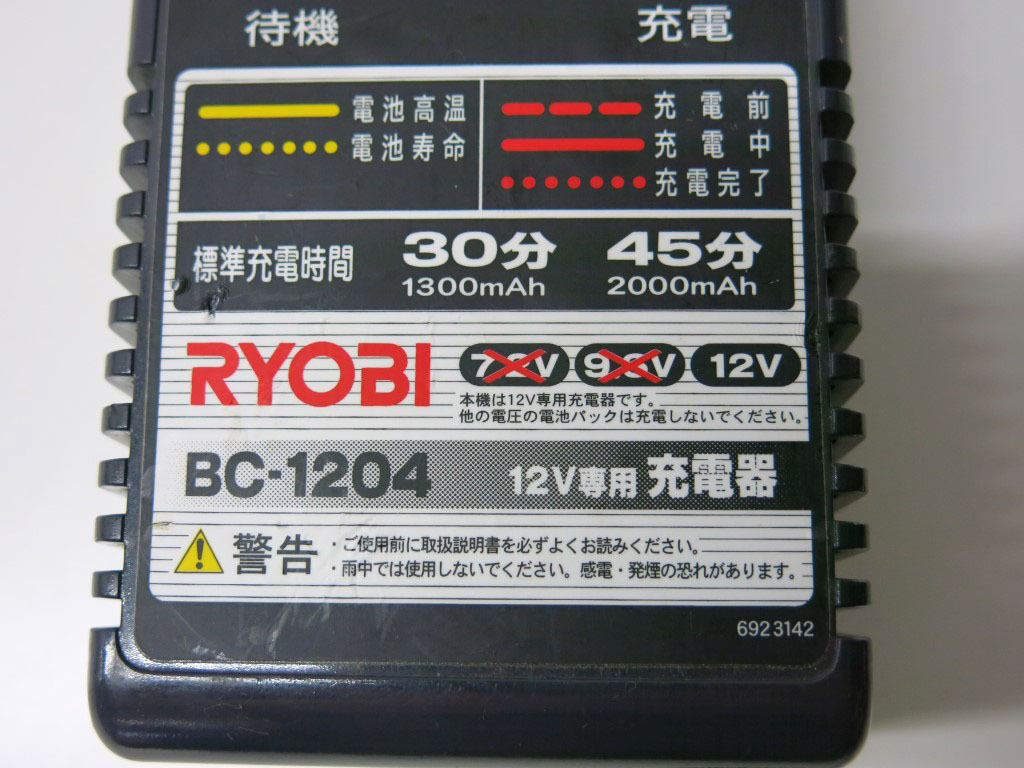 待機 充電
電池高温
電池寿命
充電前
充電中
充電完了
標準充電時間 30分 45分
1300mAh 2000mAh
RYOBI 7.2V 9.6V 12V
本機は12V専用充電器です。
他の電圧の電池パックは充電しないでください。
BC-1204 12V専用 充電器
警告 ・ご使用前に取扱説明書を必ずよくお読みください。
・雨中では使用しないでください。感電・発煙の恐れがあります。
6923142